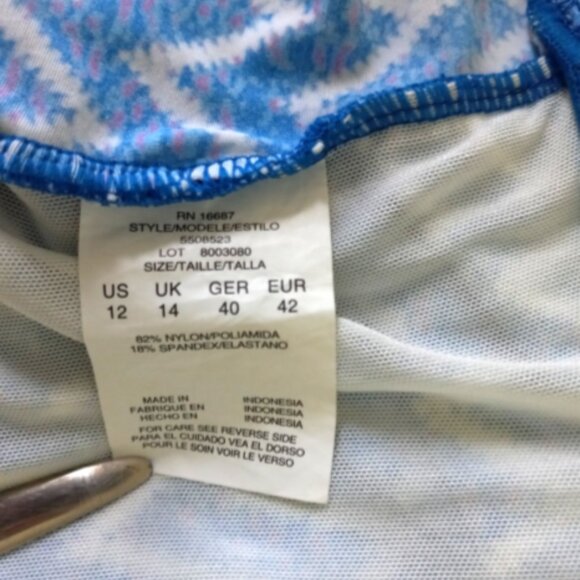 RN 16687
STYLE/MODELE/ESTILO
5508523
LOT 8003080
SIZE/TAILLE/TALLA
US UK GER EUR
12 14 40 42
82% NYLON/POLIAMIDA
18% SPANDEX/ELASTANO
MADE IN INDONESIA
FABRIQUE EN INDONESIA
HECHO EN INDONESIA
FOR CARE SEE REVERSE SIDE
PARA EL CUIDADO VEA EL DORSO
POUR LE SOIN VOIR LE VERSO